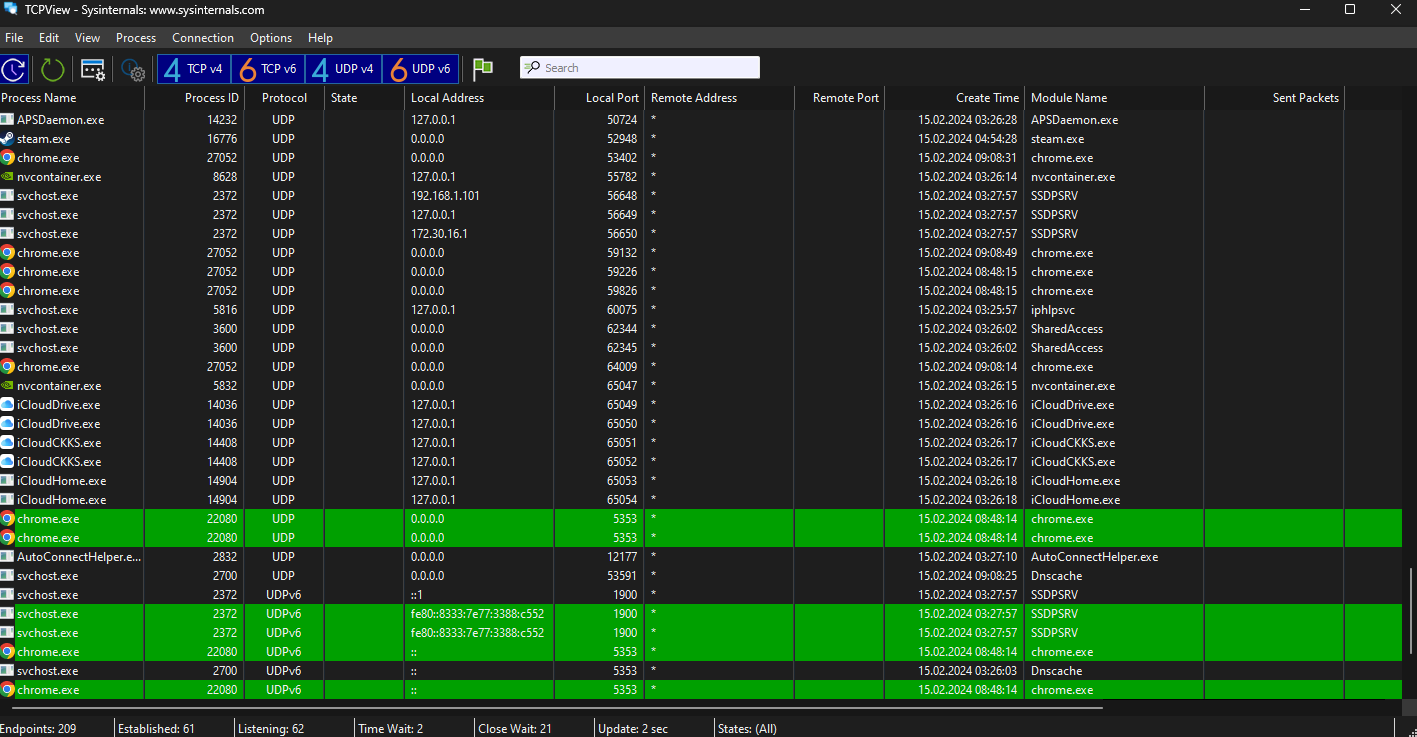 TCPView - Sysinternals: www.sysinternals.com
File Edit View Process Connection Options Help
4 TCP v4 6 TCP v6 4 UDP v4 6 UDP v6 Search
Process Name Process ID Protocol State Local Address Local Port Remote Address Remote Port Create Time Module Name Sent Packets
APSDaemon.exe 14232 UDP 127.0.0.1 50724 * 15.02.2024 03:26:28 APSDaemon.exe
steam.exe 16776 UDP 0.0.0.0 52948 * 15.02.2024 04:54:28 steam.exe
chrome.exe 27052 UDP 0.0.0.0 53402 * 15.02.2024 09:08:31 chrome.exe
nvcontainer.exe 8628 UDP 127.0.0.1 55782 * 15.02.2024 03:26:14 nvcontainer.exe
svchost.exe 2372 UDP 192.168.1.101 56648 * 15.02.2024 03:27:57 SSDPSRV
svchost.exe 2372 UDP 127.0.0.1 56649 * 15.02.2024 03:27:57 SSDPSRV
svchost.exe 2372 UDP 172.30.16.1 56650 * 15.02.2024 03:27:57 SSDPSRV
chrome.exe 27052 UDP 0.0.0.0 59132 * 15.02.2024 09:08:49 chrome.exe
chrome.exe 27052 UDP 0.0.0.0 59226 * 15.02.2024 08:48:15 chrome.exe
chrome.exe 27052 UDP 0.0.0.0 59826 * 15.02.2024 08:48:15 chrome.exe
svchost.exe 5816 UDP 127.0.0.1 60075 * 15.02.2024 03:25:57 iphlpsvc
svchost.exe 3600 UDP 0.0.0.0 62344 * 15.02.2024 03:26:02 SharedAccess
svchost.exe 3600 UDP 0.0.0.0 62345 * 15.02.2024 03:26:02 SharedAccess
chrome.exe 27052 UDP 0.0.0.0 64009 * 15.02.2024 09:08:14 chrome.exe
nvcontainer.exe 5832 UDP 0.0.0.0 65047 * 15.02.2024 03:26:15 nvcontainer.exe
iCloudDrive.exe 14036 UDP 127.0.0.1 65049 * 15.02.2024 03:26:16 iCloudDrive.exe
iCloudDrive.exe 14036 UDP 127.0.0.1 65050 * 15.02.2024 03:26:16 iCloudDrive.exe
iCloudCKKS.exe 14408 UDP 127.0.0.1 65051 * 15.02.2024 03:26:17 iCloudCKKS.exe
iCloudCKKS.exe 14408 UDP 127.0.0.1 65052 * 15.02.2024 03:26:17 iCloudCKKS.exe
iCloudHome.exe 14904 UDP 127.0.0.1 65053 * 15.02.2024 03:26:18 iCloudHome.exe
iCloudHome.exe 14904 UDP 127.0.0.1 65054 * 15.02.2024 03:26:18 iCloudHome.exe
chrome.exe 22080 UDP 0.0.0.0 5353 * 15.02.2024 08:48:14 chrome.exe
chrome.exe 22080 UDP 0.0.0.0 5353 * 15.02.2024 08:48:14 chrome.exe
AutoConnectHelper.e... 2832 UDP 0.0.0.0 12177 * 15.02.2024 03:27:10 AutoConnectHelper.exe
svchost.exe 2700 UDP 0.0.0.0 53591 * 15.02.2024 09:08:25 Dnscache
svchost.exe 2372 UDPv6 ::1 1900 * 15.02.2024 03:27:57 SSDPSRV
svchost.exe 2372 UDPv6 fe80::8333:7e77:3388:c552 1900 * 15.02.2024 03:27:57 SSDPSRV
svchost.exe 2372 UDPv6 fe80::8333:7e77:3388:c552 1900 * 15.02.2024 03:27:57 SSDPSRV
chrome.exe 22080 UDPv6 :: 5353 * 15.02.2024 08:48:14 chrome.exe
svchost.exe 2700 UDPv6 :: 5353 * 15.02.2024 03:26:03 Dnscache
chrome.exe 22080 UDPv6 :: 5353 * 15.02.2024 08:48:14 chrome.exe
Endpoints: 209 Established: 61 Listening: 62 Time Wait: 2 Close Wait: 21 Update: 2 sec States: (All)